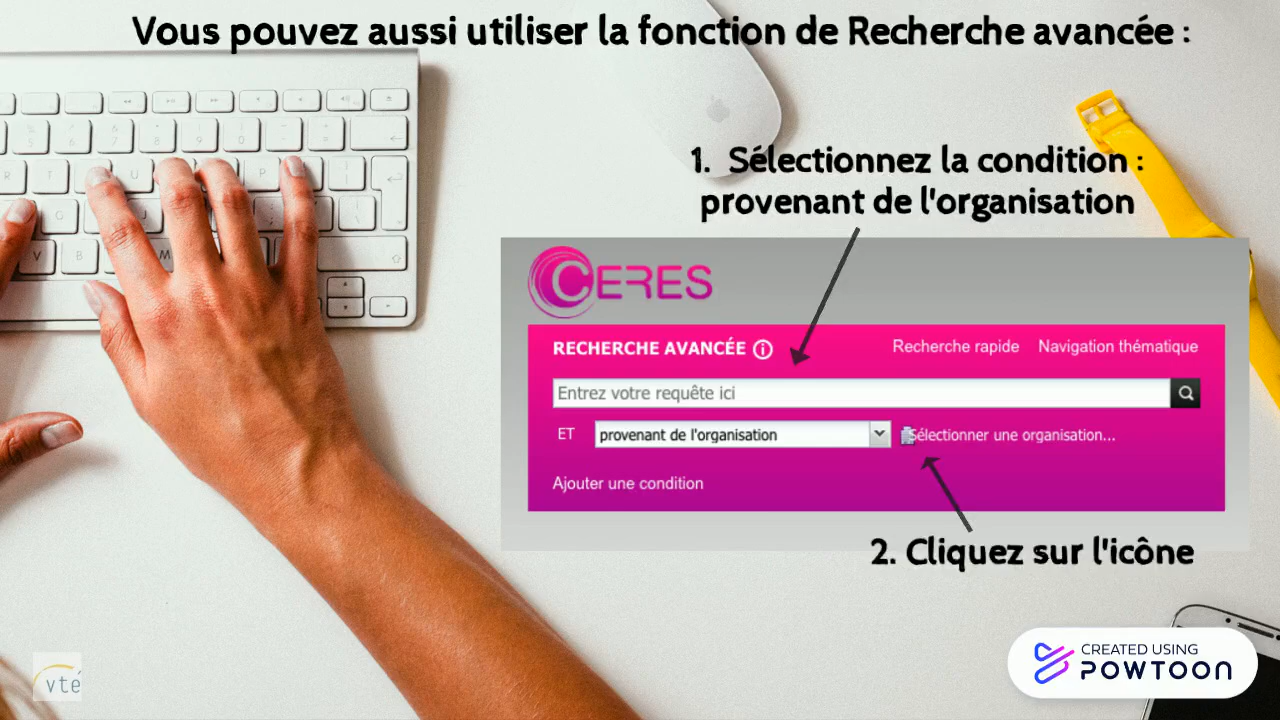 Vous pouvez aussi utiliser la fonction de Recherche avancée :
1. Sélectionnez la condition :
provenant de l'organisation
CERES
RECHERCHE AVANCÉE
Recherche rapide
Navigation thématique
Entrez votre requête ici
ET
provenant de l'organisation
Sélectionner une organisation...
Ajouter une condition
2. Cliquez sur l'icône
vté
CREATED USING
POWTOON